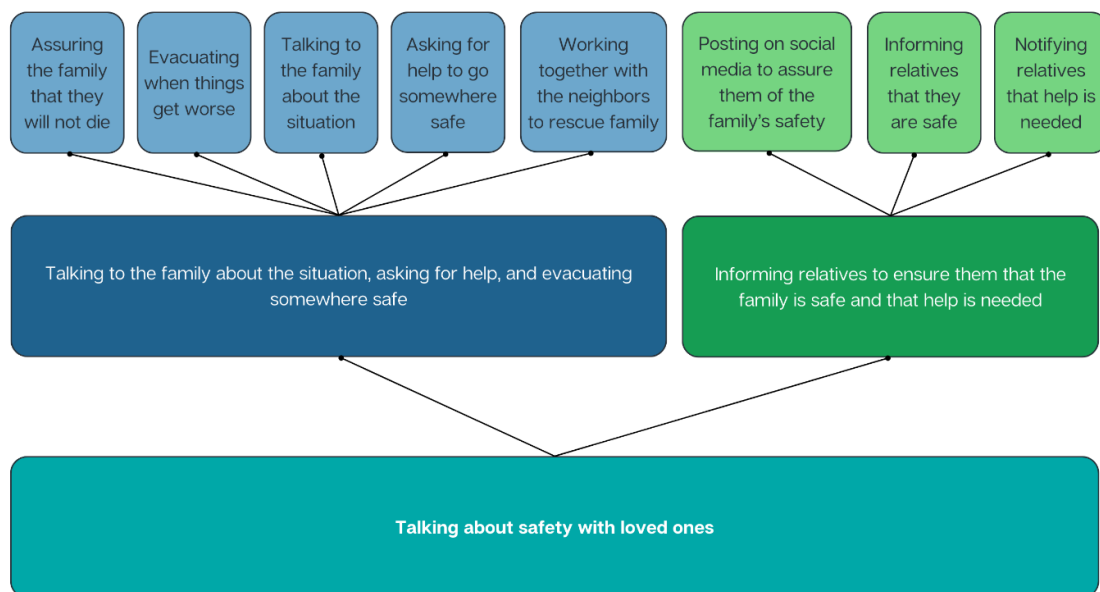 Assuring
the family
that they
will not die
Evacuating
when things
get worse
Talking to
the family
about the
situation
Asking for
help to go
somewhere
safe
Working
together with
the neighbors
to rescue family
Posting on social
media to assure
them of the
family's safety
Informing
relatives
that they
are safe
Notifying
relatives
that help is
needed
Talking to the family about the situation, asking for help, and evacuating
somewhere safe
Informing relatives to ensure them that the
family is safe and that help is needed
Talking about safety with loved ones